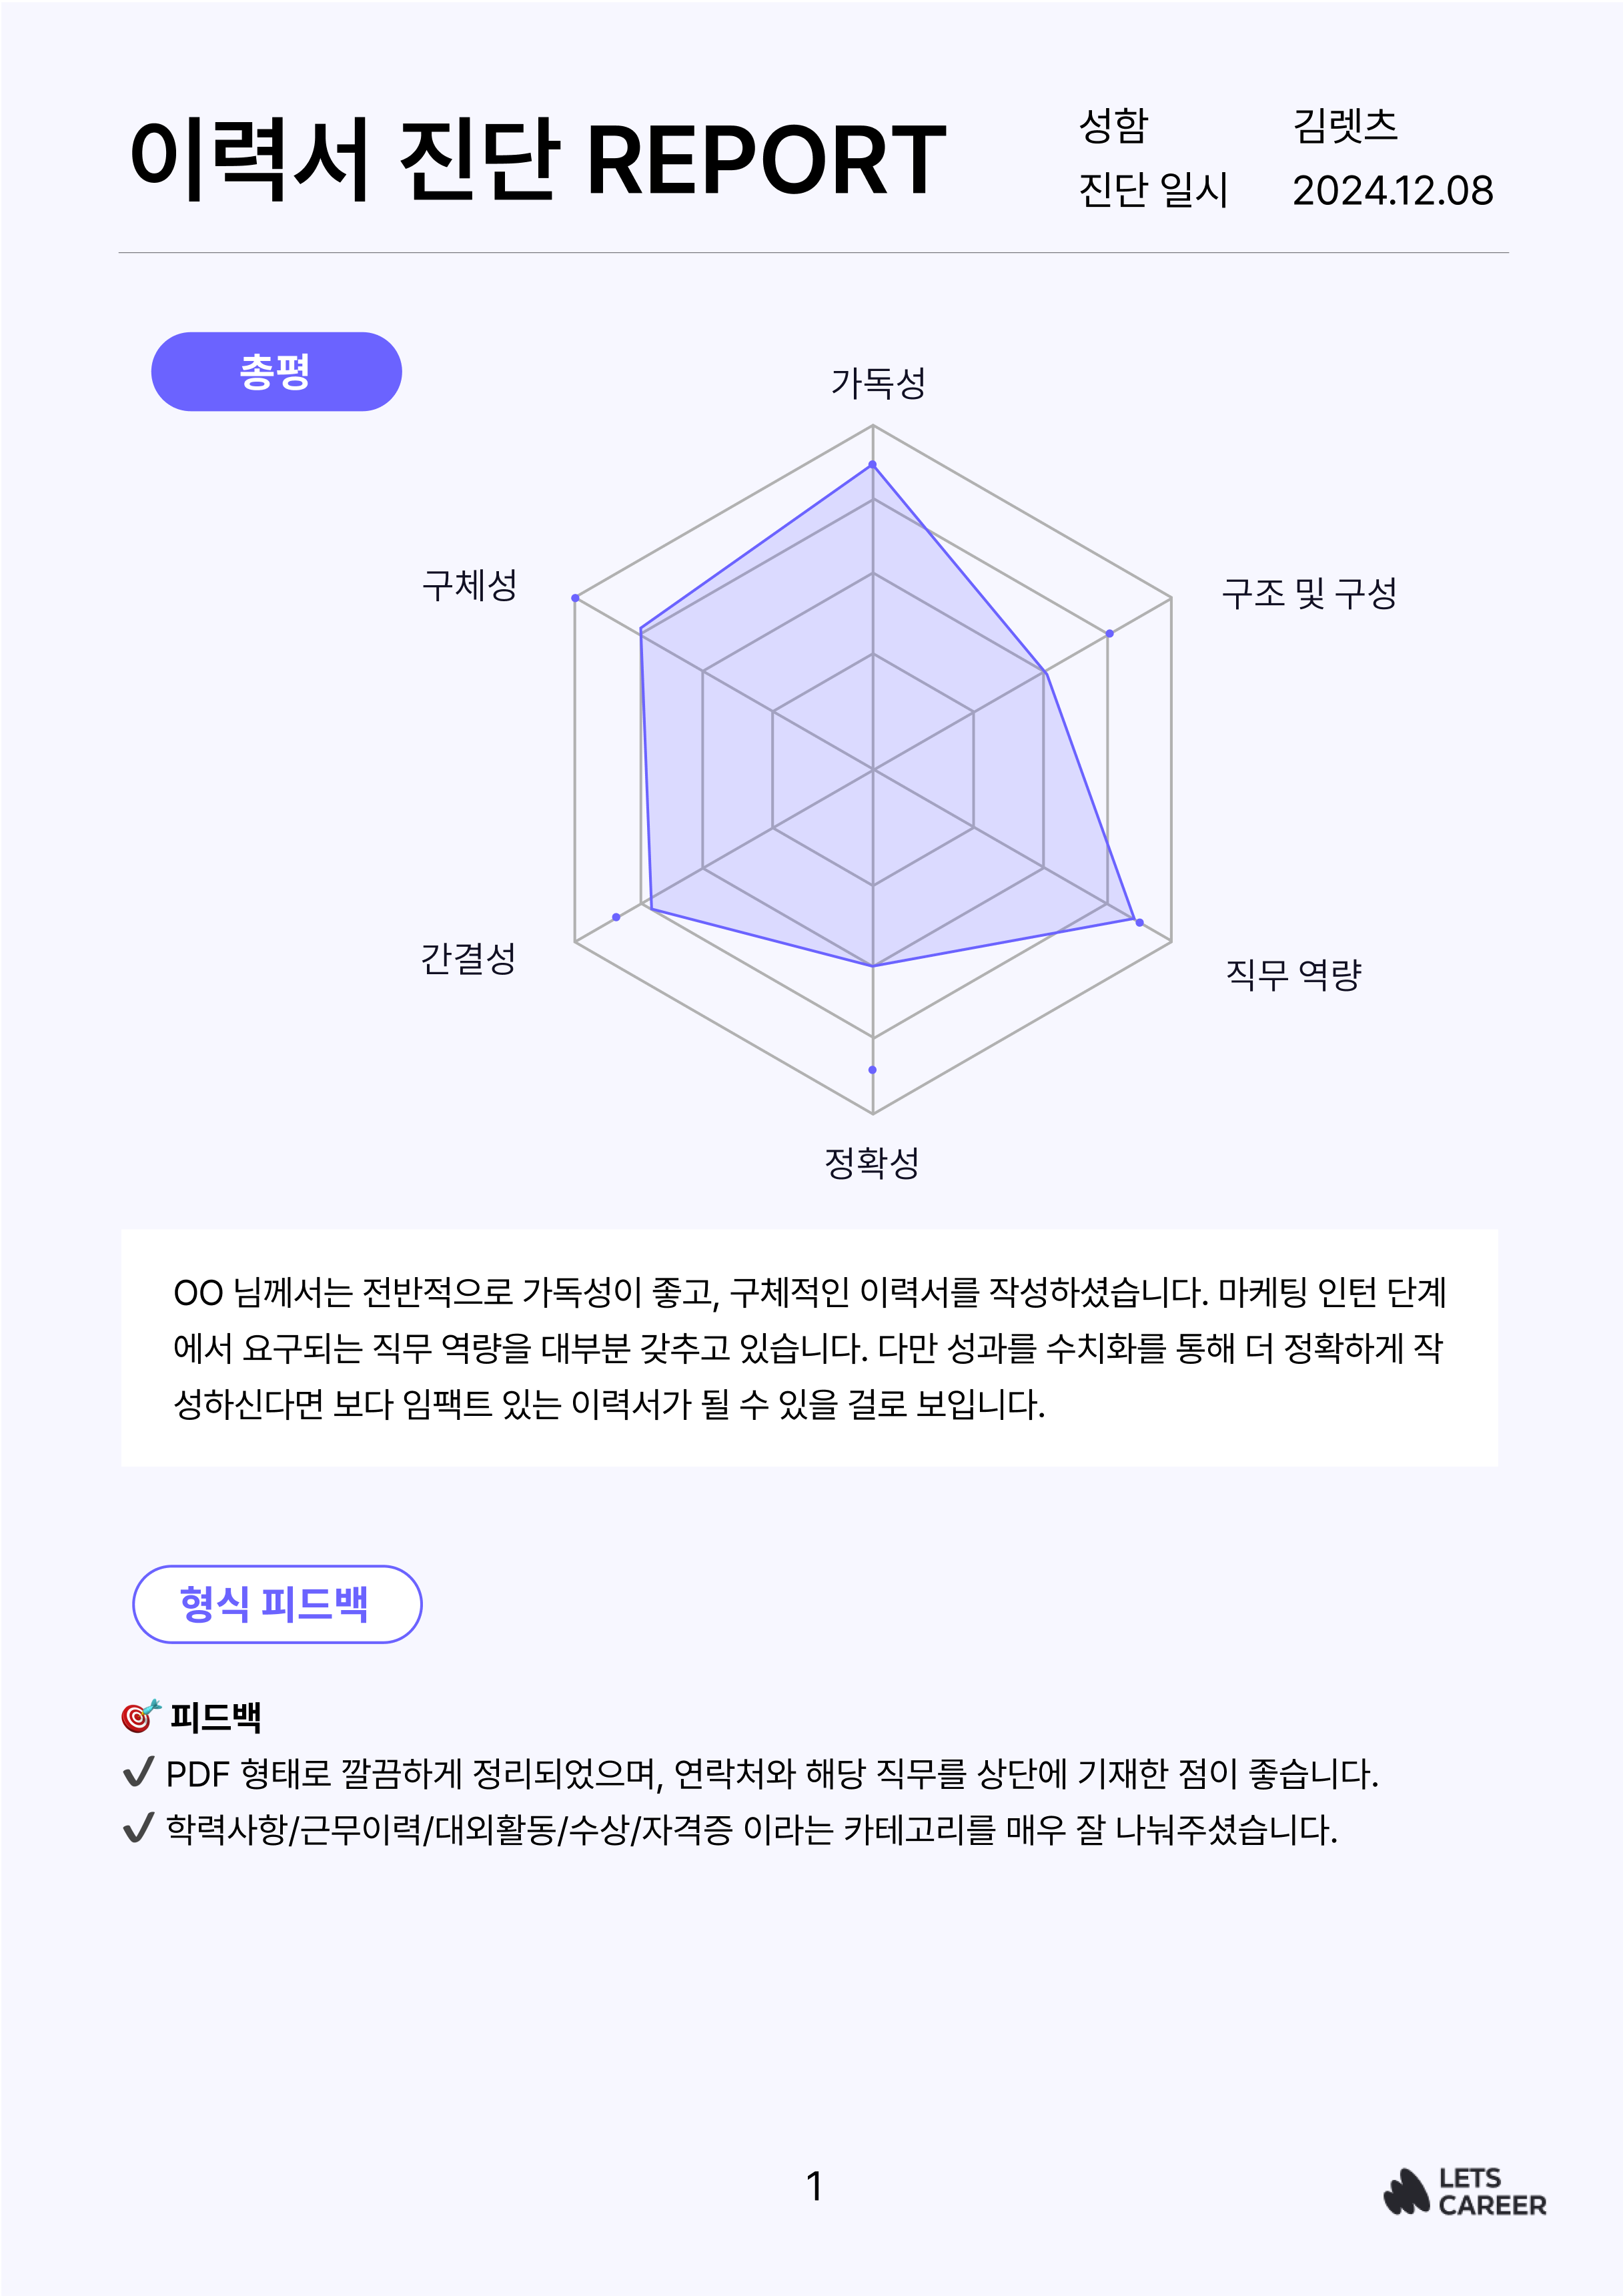 이력서 진단 REPORT
성함 김렛츠
진단 일시 2024.12.08
총평
가독성
구체성
구조 및 구성
간결성
직무 역량
정확성
OO 님께서는 전반적으로 가독성이 좋고, 구체적인 이력서를 작성하셨습니다. 마케팅 인턴 단계
에서 요구되는 직무 역량을 대부분 갖추고 있습니다. 다만 성과를 수치화를 통해 더 정확하게 작
성하신다면 보다 임팩트 있는 이력서가 될 수 있을 걸로 보입니다.
형식 피드백
🎯 피드백
✔ PDF 형태로 깔끔하게 정리되었으며, 연락처와 해당 직무를 상단에 기재한 점이 좋습니다.
✔ 학력사항/근무이력/대외활동/수상/자격증 이라는 카테고리를 매우 잘 나눠주셨습니다.
1
LETS
CAREER